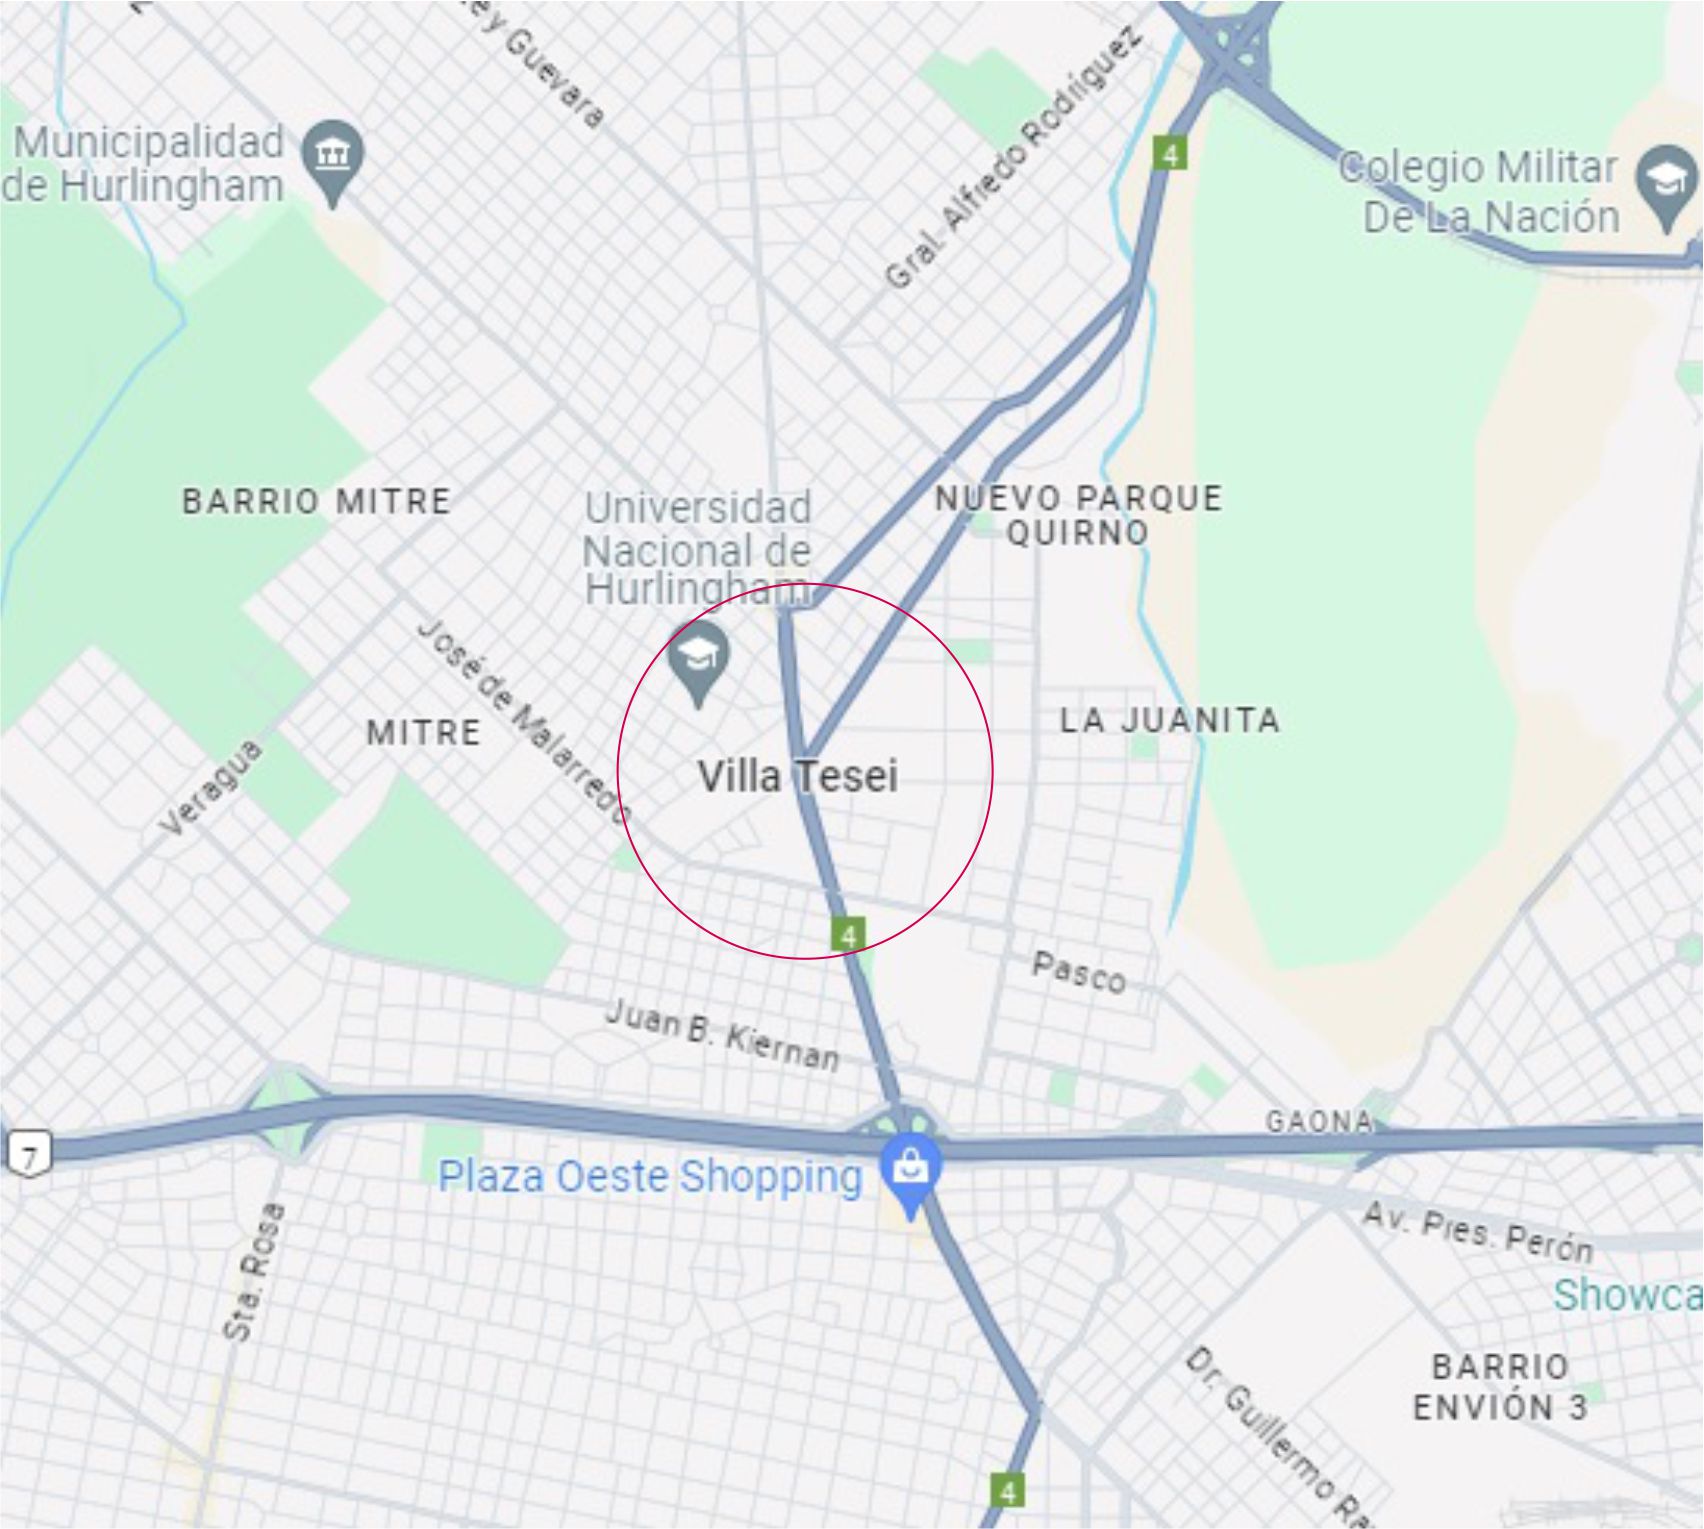 ey Guevara
Municipalidad
de Hurlingham
Gral. Alfredo Rodríguez
4
Colegio Militar
De La Nación
BARRIO MITRE
Universidad
Nacional de
Hurlingham
NUEVO PARQUE
QUIRNO
José de Malarredo
MITRE
LA JUANITA
Veragua
Villa Tesei
4
Pasco
Juan B. Kiernan
GAONA
7
Plaza Oeste Shopping
Av. Pres. Perón
Sta. Rosa
Showca
BARRIO
ENVIÓN 3
Dr. Guillermo Ra
4